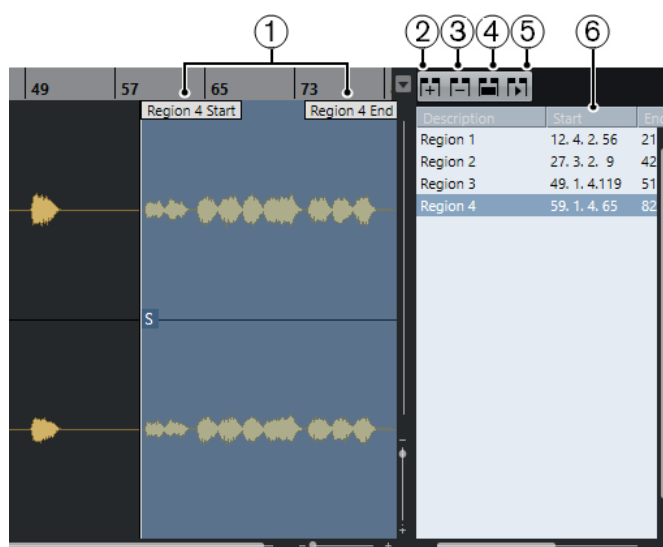 1 2 3 4 5 6
49 57 65 73
Region 4 Start Region 4 End
Description Start En
Region 1 12. 4. 2. 56 21
Region 2 27. 3. 2. 9 42
Region 3 49. 1. 4.119 51
Region 4 59. 1. 4. 65 82
S